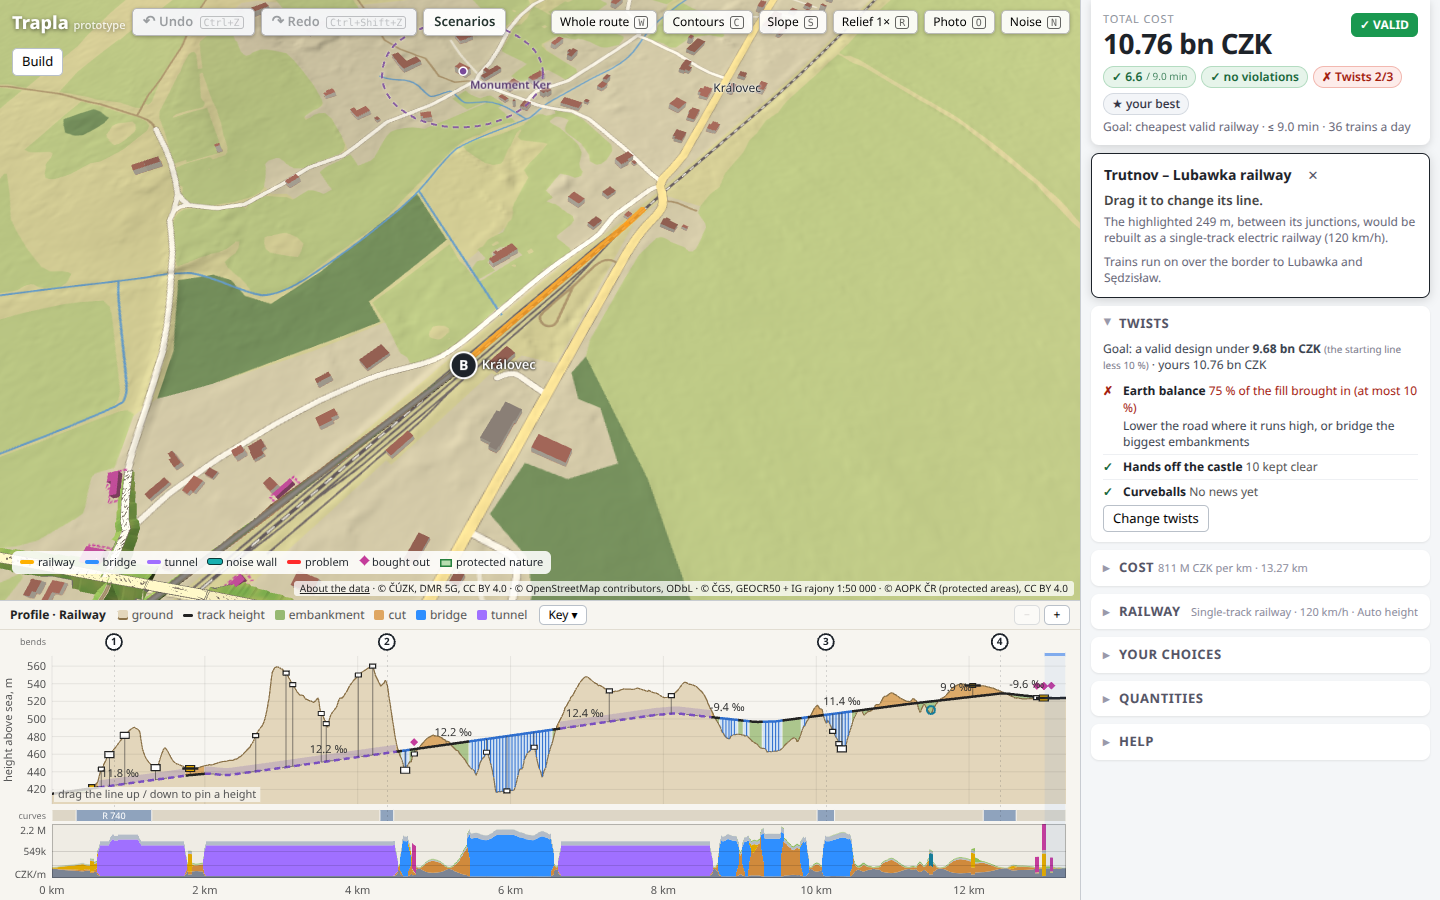 Trapla prototype
↶ Undo Ctrl+Z
↷ Redo Ctrl+Shift+Z
Scenarios
Whole route W
Contours C
Slope S
Relief 1× R
Photo O
Noise N
Build
Monument Ker
Královec
B Královec
railway bridge tunnel noise wall problem bought out protected nature
About the data · © ČÚZK, DMR 5G, CC BY 4.0 · © OpenStreetMap contributors, ODbL · © ČGS, GEOCR50 + IG rajony 1:50 000 · © AOPK ČR (protected areas), CC BY 4.0
TOTAL COST
10.76 bn CZK
✓ VALID
✓ 6.6 / 9.0 min
✓ no violations
✗ Twists 2/3
★ your best
Goal: cheapest valid railway · ≤ 9.0 min · 36 trains a day
Trutnov – Lubawka railway ✕
Drag it to change its line.
The highlighted 249 m, between its junctions, would be
rebuilt as a single-track electric railway (120 km/h).
Trains run on over the border to Lubawka and
Sędzisław.
▼ TWISTS
Goal: a valid design under 9.68 bn CZK (the starting line
less 10 %) · yours 10.76 bn CZK
✗ Earth balance 75 % of the fill brought in (at most 10
%)
Lower the road where it runs high, or bridge the
biggest embankments
✓ Hands off the castle 10 kept clear
✓ Curveballs No news yet
Change twists
▶ COST 811 M CZK per km · 13.27 km
▶ RAILWAY Single-track railway · 120 km/h · Auto height
▶ YOUR CHOICES
▶ QUANTITIES
▶ HELP
Profile · Railway ground track height embankment cut bridge tunnel Key ▾ − +
bends 1 2 3 4
height above sea, m
560
540
520
500
480
460
440
420
11.8 ‰
12.2 ‰
12.2 ‰
12.4 ‰
-9.4 ‰
11.4 ‰
9.9 ‰
-9.6 ‰
drag the line up / down to pin a height
curves R 740
2.2 M
549k
CZK/m
0 km 2 km 4 km 6 km 8 km 10 km 12 km